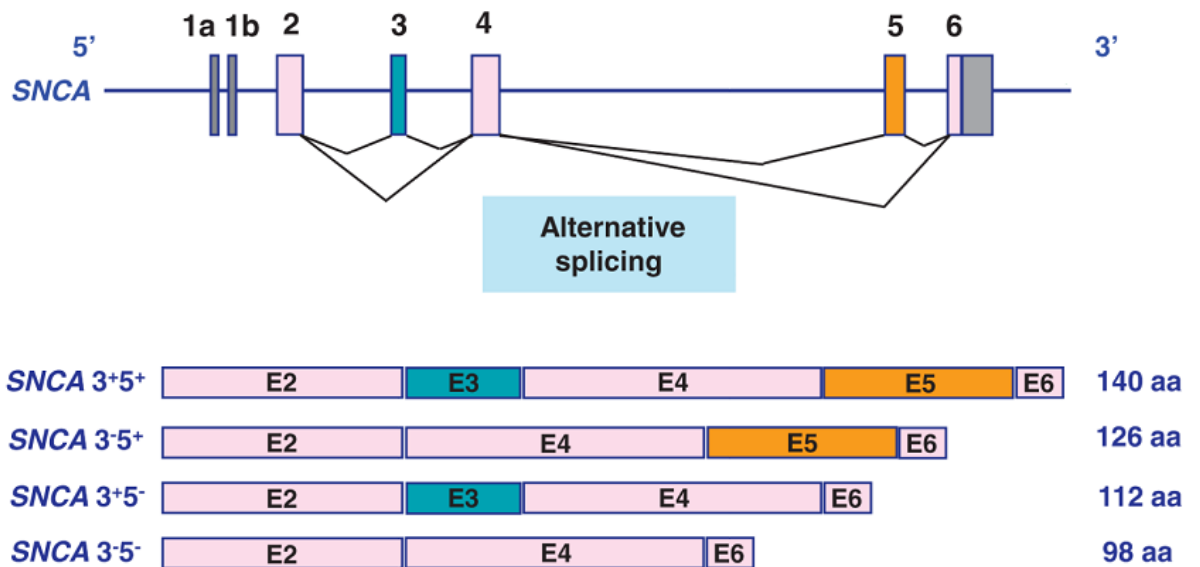 1a 1b 2 3 4 5 6
5’ 3’
SNCA
Alternative
splicing
SNCA 3⁺5⁺ E2 E3 E4 E5 E6 140 aa
SNCA 3⁻5⁺ E2 E4 E5 E6 126 aa
SNCA 3⁺5⁻ E2 E3 E4 E6 112 aa
SNCA 3⁻5⁻ E2 E4 E6 98 aa